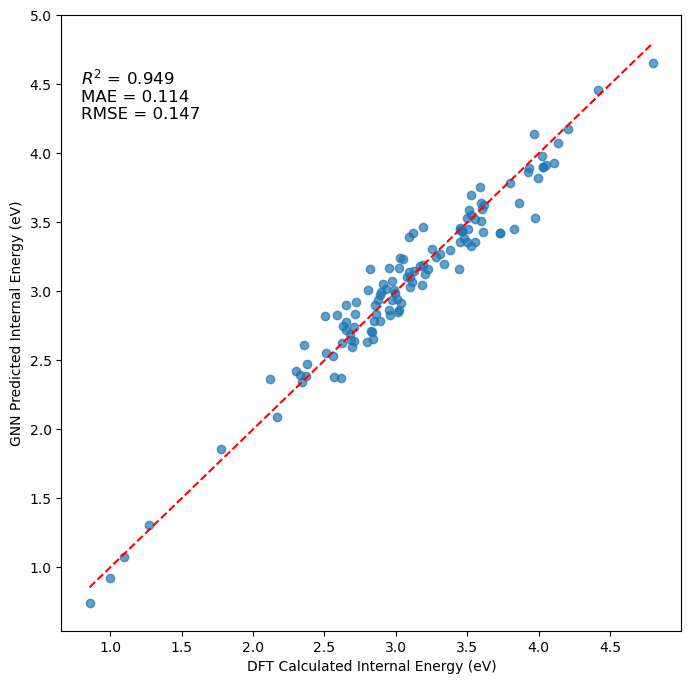 5.0
4.5
4.0
3.5
3.0
2.5
2.0
1.5
1.0
GNN Predicted Internal Energy (eV)
R² = 0.949
MAE = 0.114
RMSE = 0.147
1.0 1.5 2.0 2.5 3.0 3.5 4.0 4.5
DFT Calculated Internal Energy (eV)